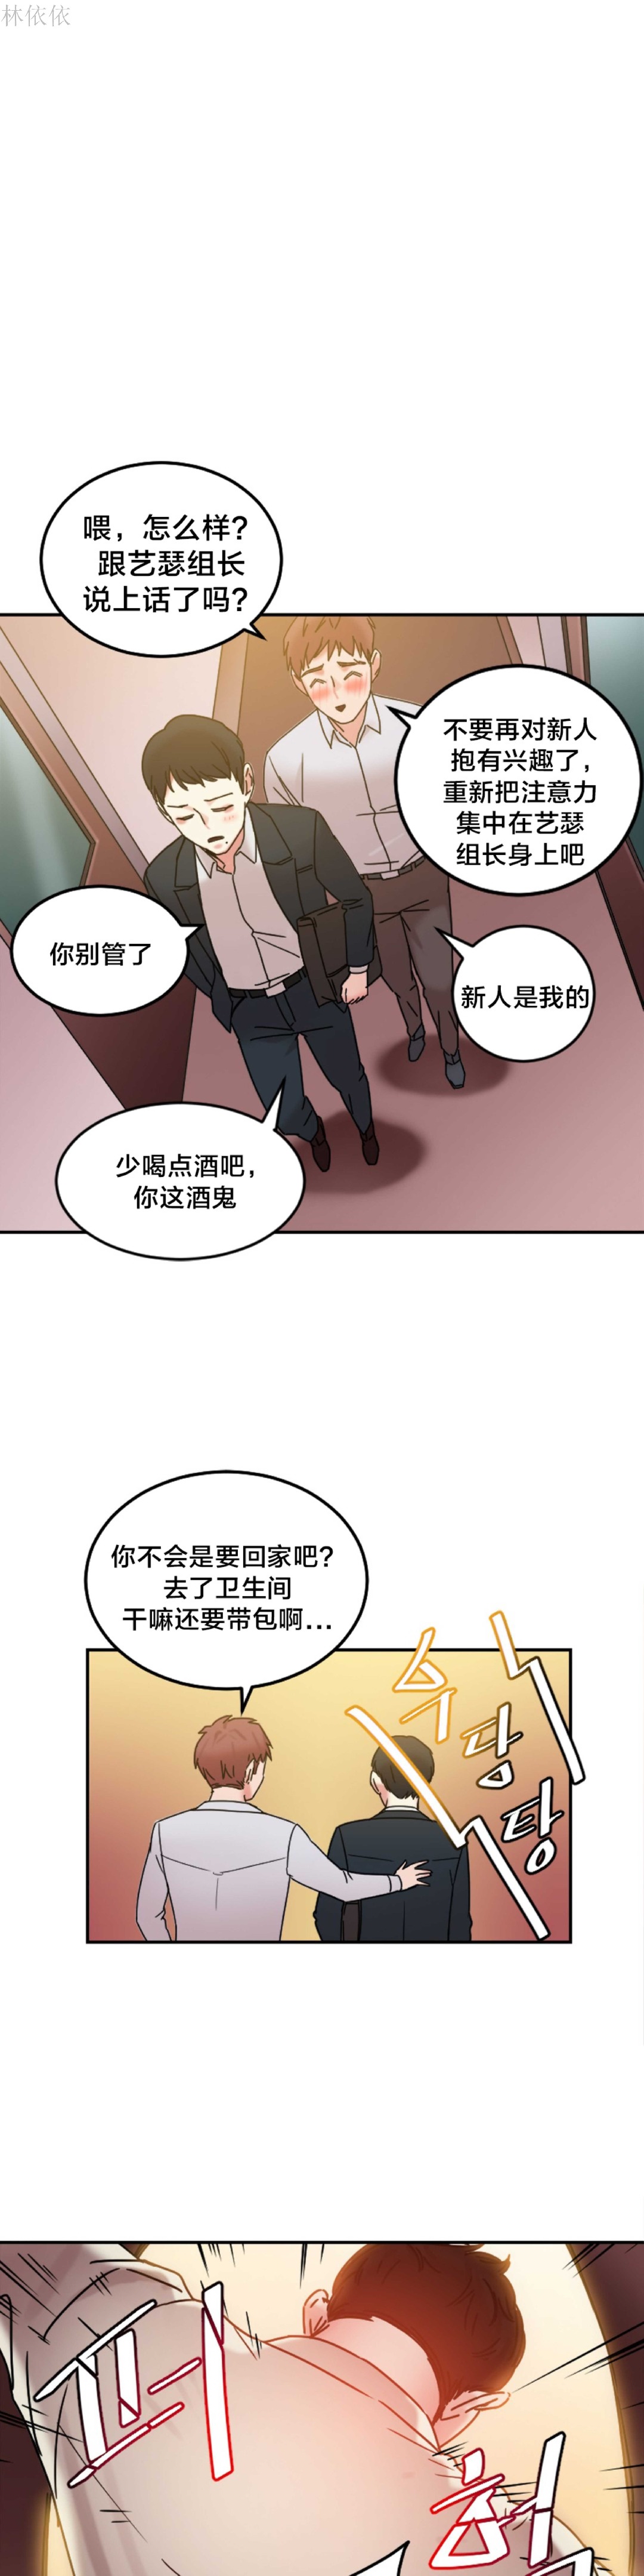 林依依
喂，怎么样？
跟艺瑟组长
说上话了吗？
不要再对新人
抱有兴趣了，
重新把注意力
集中在艺瑟
组长身上吧
你别管了
新人是我的
少喝点酒吧，
你这酒鬼
你不会是要回家吧？
去了卫生间
干嘛还要带包啊...
우당탕